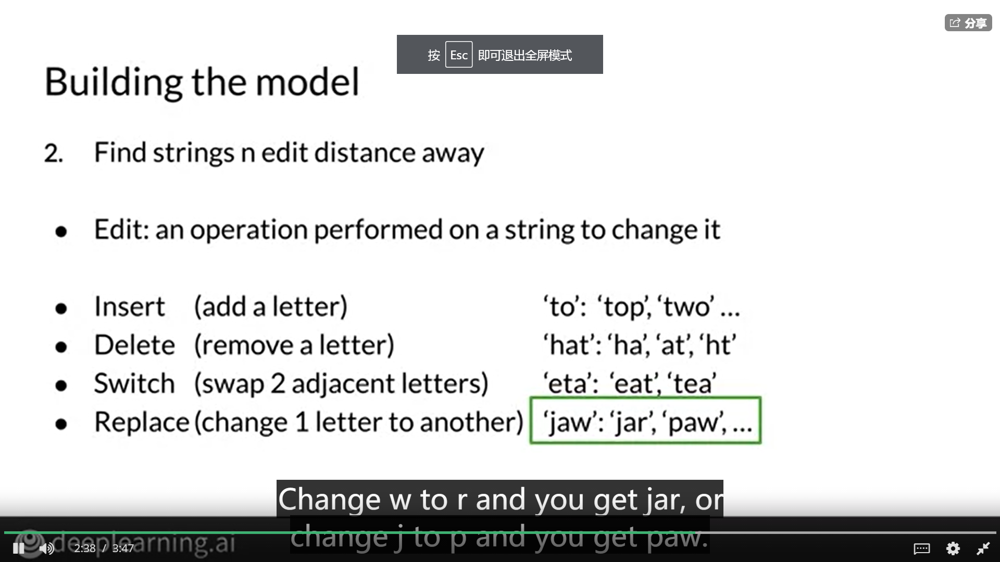 分享
按 Esc 即可退出全屏模式
Building the model
2. Find strings n edit distance away
● Edit: an operation performed on a string to change it
● Insert (add a letter) ‘to’: ‘top’, ‘two’ ...
● Delete (remove a letter) ‘hat’: ‘ha’, ‘at’, ‘ht’
● Switch (swap 2 adjacent letters) ‘eta’: ‘eat’, ‘tea’
● Replace (change 1 letter to another) ‘jaw’: ‘jar’, ‘paw’, ...
Change w to r and you get jar, or
change j to p and you get paw.
deeplearning.ai
2:38 / 3:47